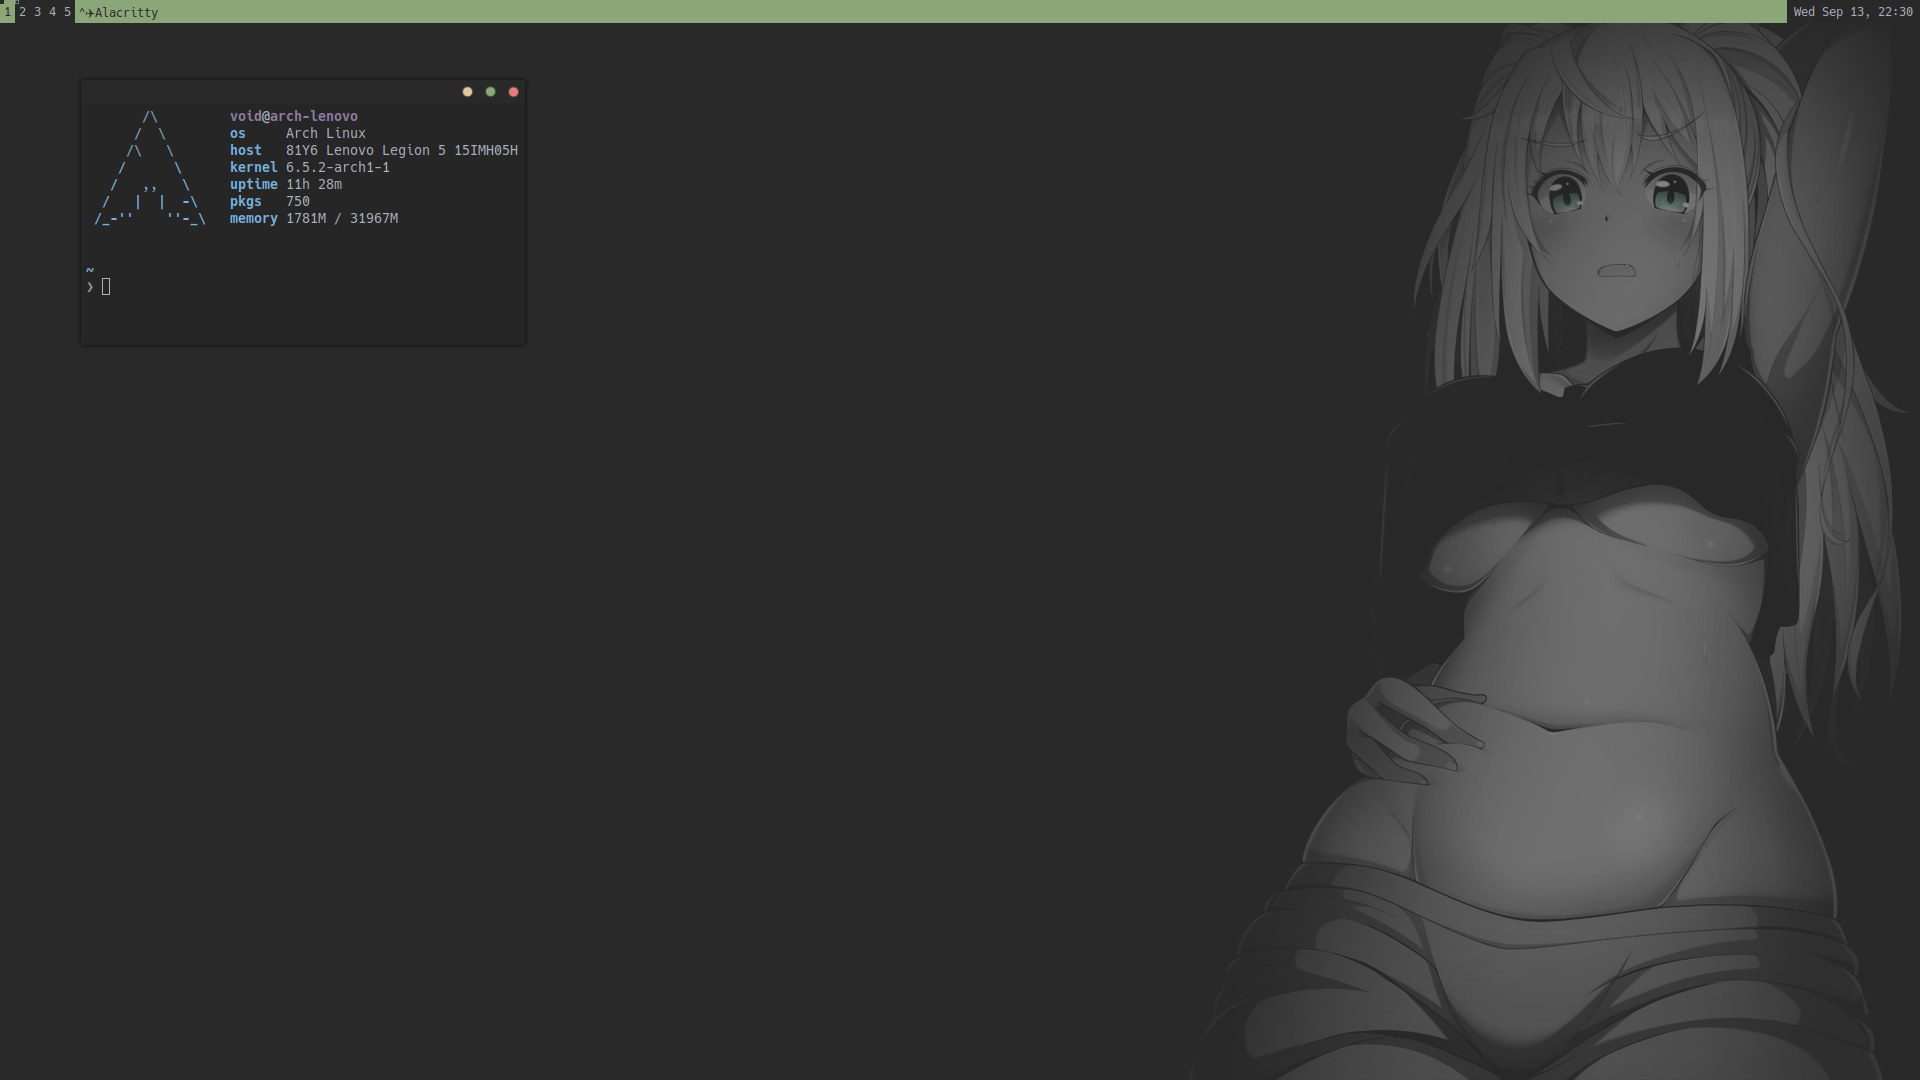 1 2 3 4 5 ^✈Alacritty Wed Sep 13, 22:30
void@arch-lenovo
os Arch Linux
host 81Y6 Lenovo Legion 5 15IMH05H
kernel 6.5.2-arch1-1
uptime 11h 28m
pkgs 750
memory 1781M / 31967M
~
❯